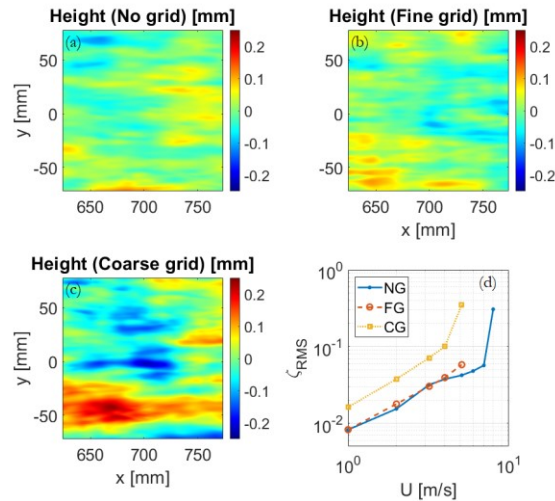 Height (No grid) [mm]
(a)
50
0
-50
y [mm]
650
700
750
0.2
0.1
0
-0.1
-0.2
Height (Fine grid) [mm]
(b)
50
0
-50
650
700
750
x [mm]
0.2
0.1
0
-0.1
-0.2
Height (Coarse grid) [mm]
(c)
50
0
-50
y [mm]
650
700
750
x [mm]
0.2
0.1
0
-0.1
-0.2
(d)
NG
FG
CG
10⁰
10⁻¹
10⁻²
ζRMS
10⁰
10¹
U [m/s]